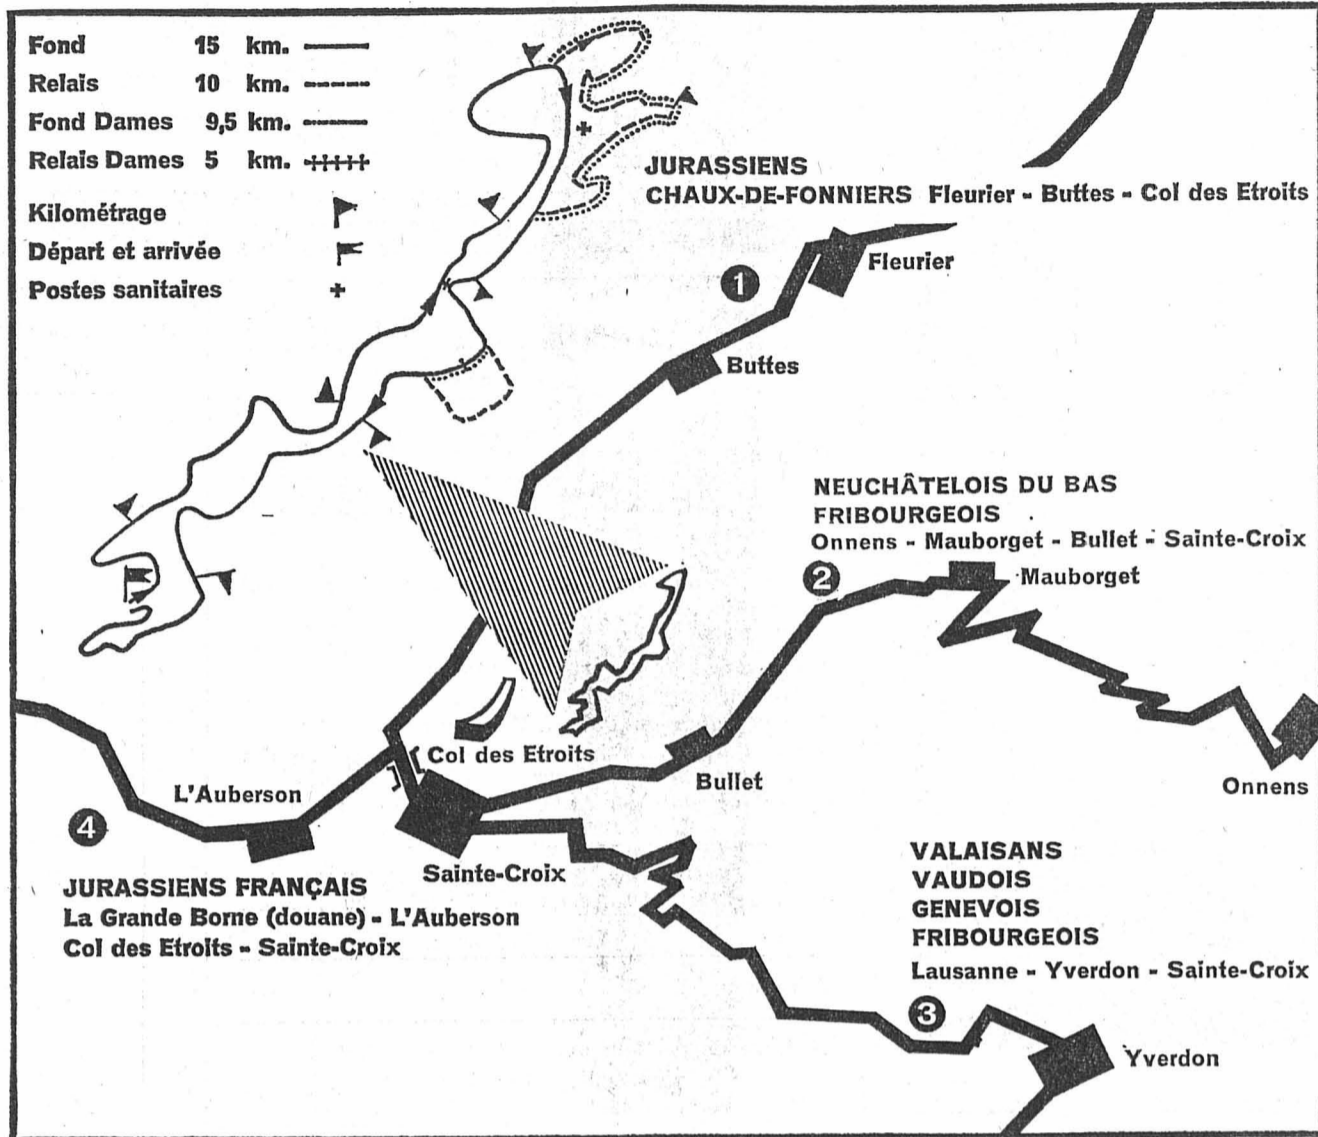 Fond 15 km.
Relais 10 km.
Fond Dames 9,5 km.
Relais Dames 5 km.
Kilométrage
Départ et arrivée
Postes sanitaires
JURASSIENS
CHAUX-DE-FONNIERS Fleurier - Buttes - Col des Etroits
1
Fleurier
Buttes
NEUCHÂTELOIS DU BAS
FRIBOURGEOIS
Onnens - Mauborget - Bullet - Sainte-Croix
2
Mauborget
Onnens
Col des Etroits
Bullet
L'Auberson
4
Sainte-Croix
JURASSIENS FRANÇAIS
La Grande Borne (douane) - L'Auberson
Col des Etroits - Sainte-Croix
VALAISANS
VAUDOIS
GENEVOIS
FRIBOURGEOIS
Lausanne - Yverdon - Sainte-Croix
3
Yverdon